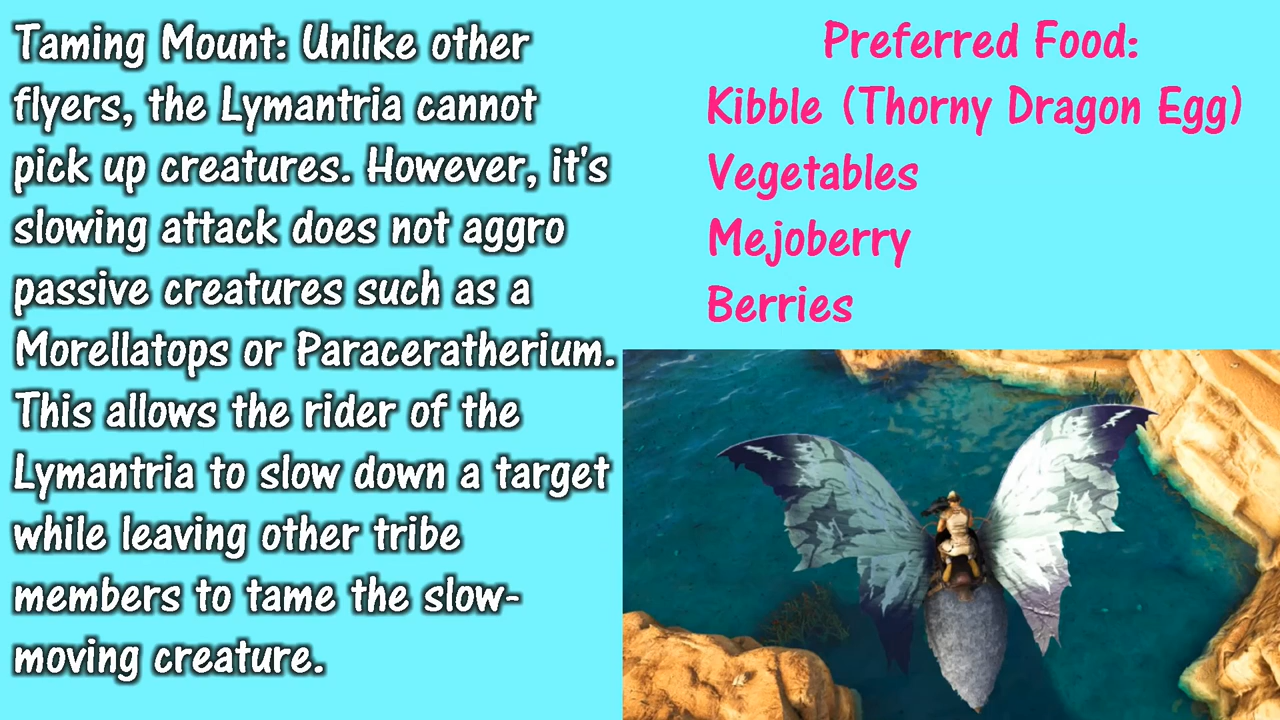 Taming Mount: Unlike other
flyers, the Lymantria cannot
pick up creatures. However, it's
slowing attack does not aggro
passive creatures such as a
Morellatops or Paraceratherium.
This allows the rider of the
Lymantria to slow down a target
while leaving other tribe
members to tame the slow-
moving creature.
Preferred Food:
Kibble (Thorny Dragon Egg)
Vegetables
Mejoberry
Berries